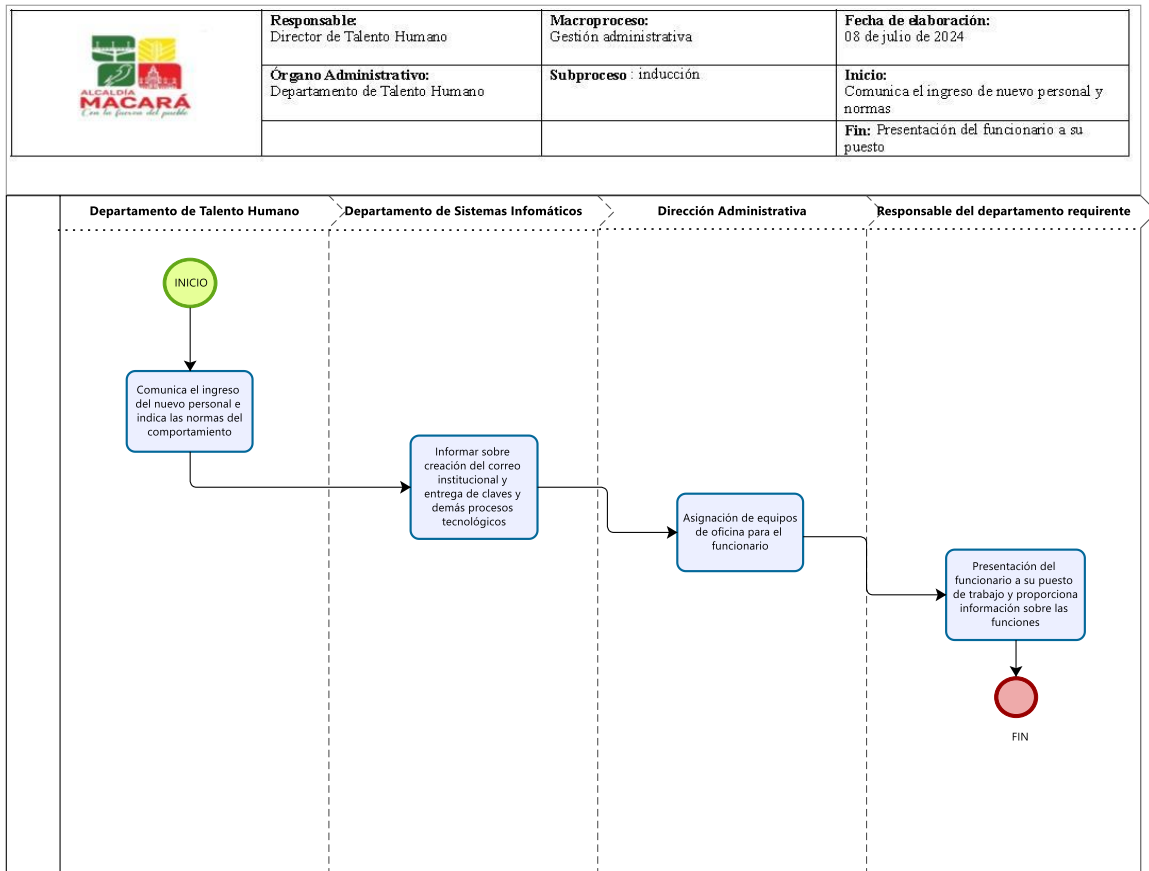 ALCALDÍA
MACARÁ
Con la fuerza del pueblo
Responsable:
Director de Talento Humano
Macroproceso:
Gestión administrativa
Fecha de elaboración:
08 de julio de 2024
Órgano Administrativo:
Departamento de Talento Humano
Subproceso : inducción
Inicio:
Comunica el ingreso de nuevo personal y
normas
Fin: Presentación del funcionario a su
puesto
Departamento de Talento Humano
Departamento de Sistemas Infomáticos
Dirección Administrativa
Responsable del departamento requirente
INICIO
Comunica el ingreso
del nuevo personal e
indica las normas del
comportamiento
Informar sobre
creación del correo
institucional y
entrega de claves y
demás procesos
tecnológicos
Asignación de equipos
de oficina para el
funcionario
Presentación del
funcionario a su puesto
de trabajo y proporciona
información sobre las
funciones
FIN